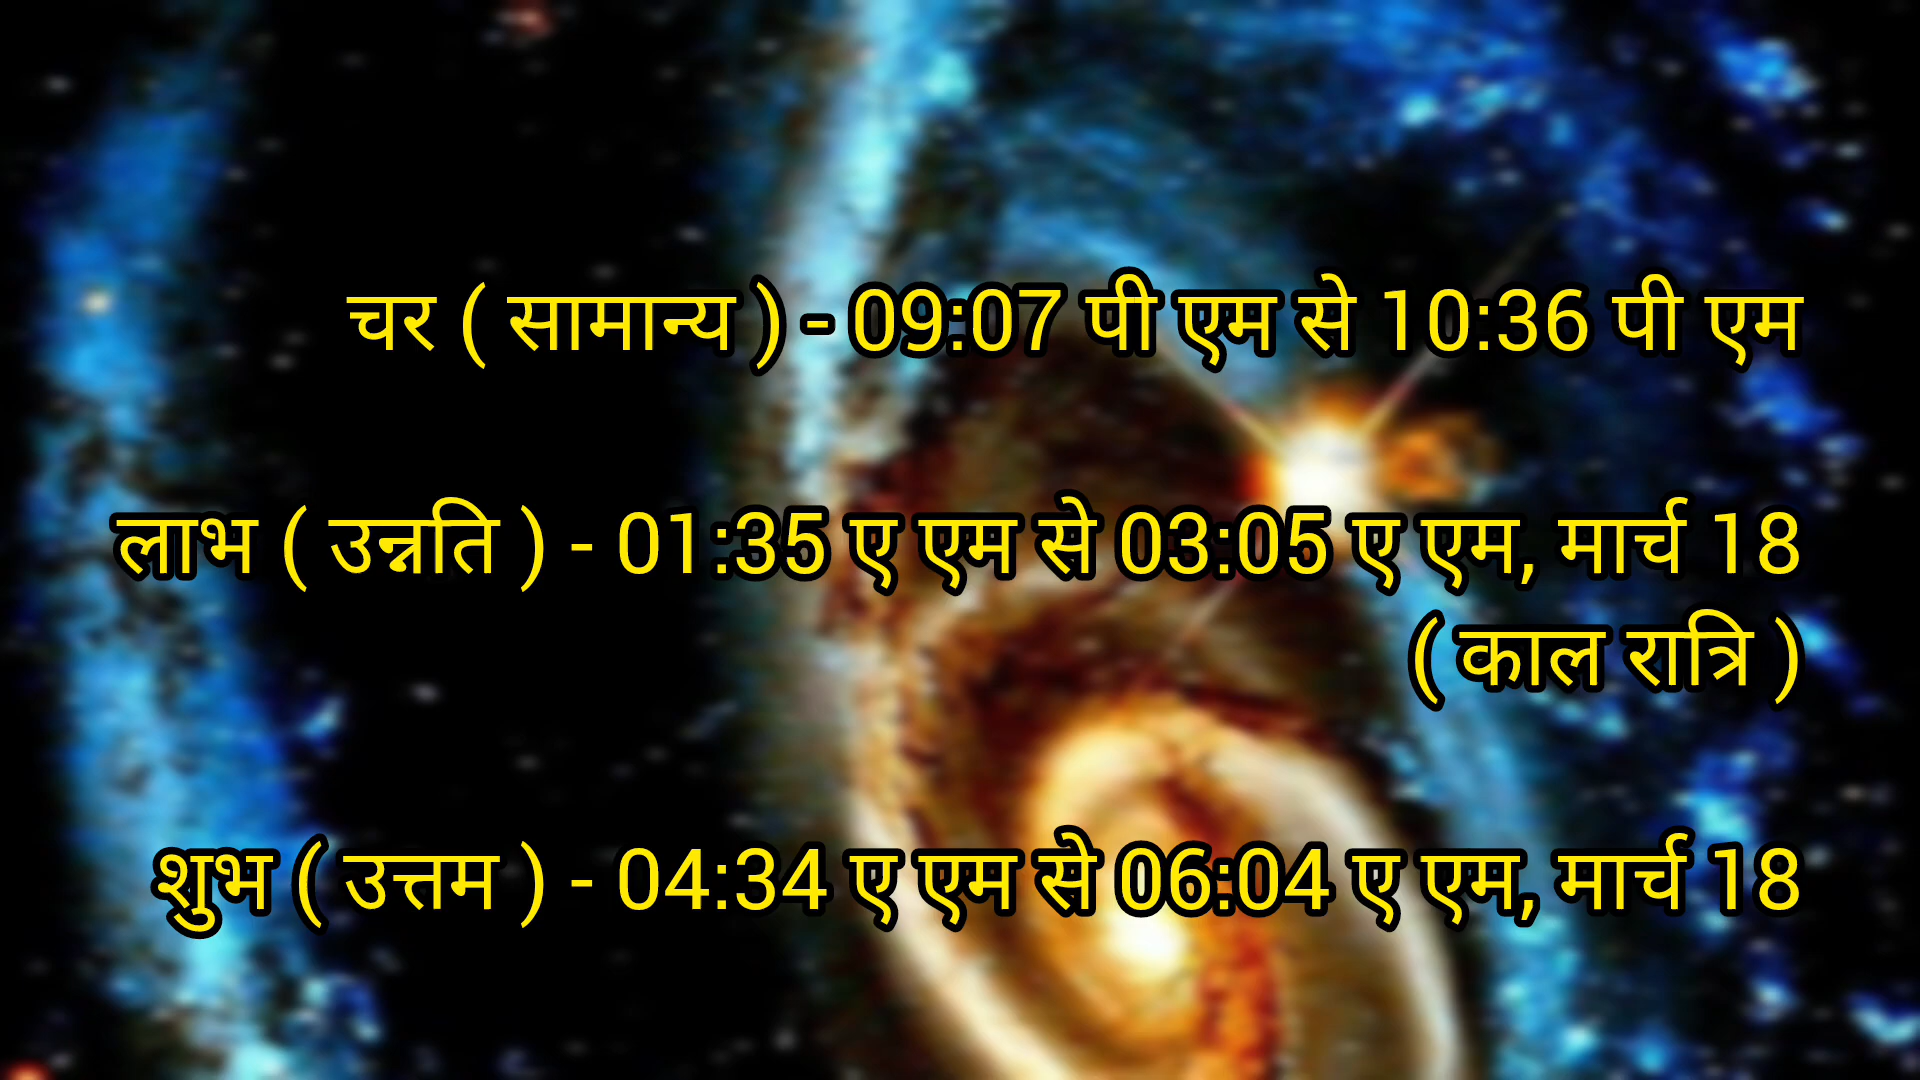 चर ( सामान्य ) - 09:07 पी एम से 10:36 पी एम
लाभ ( उन्नति ) - 01:35 ए एम से 03:05 ए एम, मार्च 18
( काल रात्रि )
शुभ ( उत्तम ) - 04:34 ए एम से 06:04 ए एम, मार्च 18